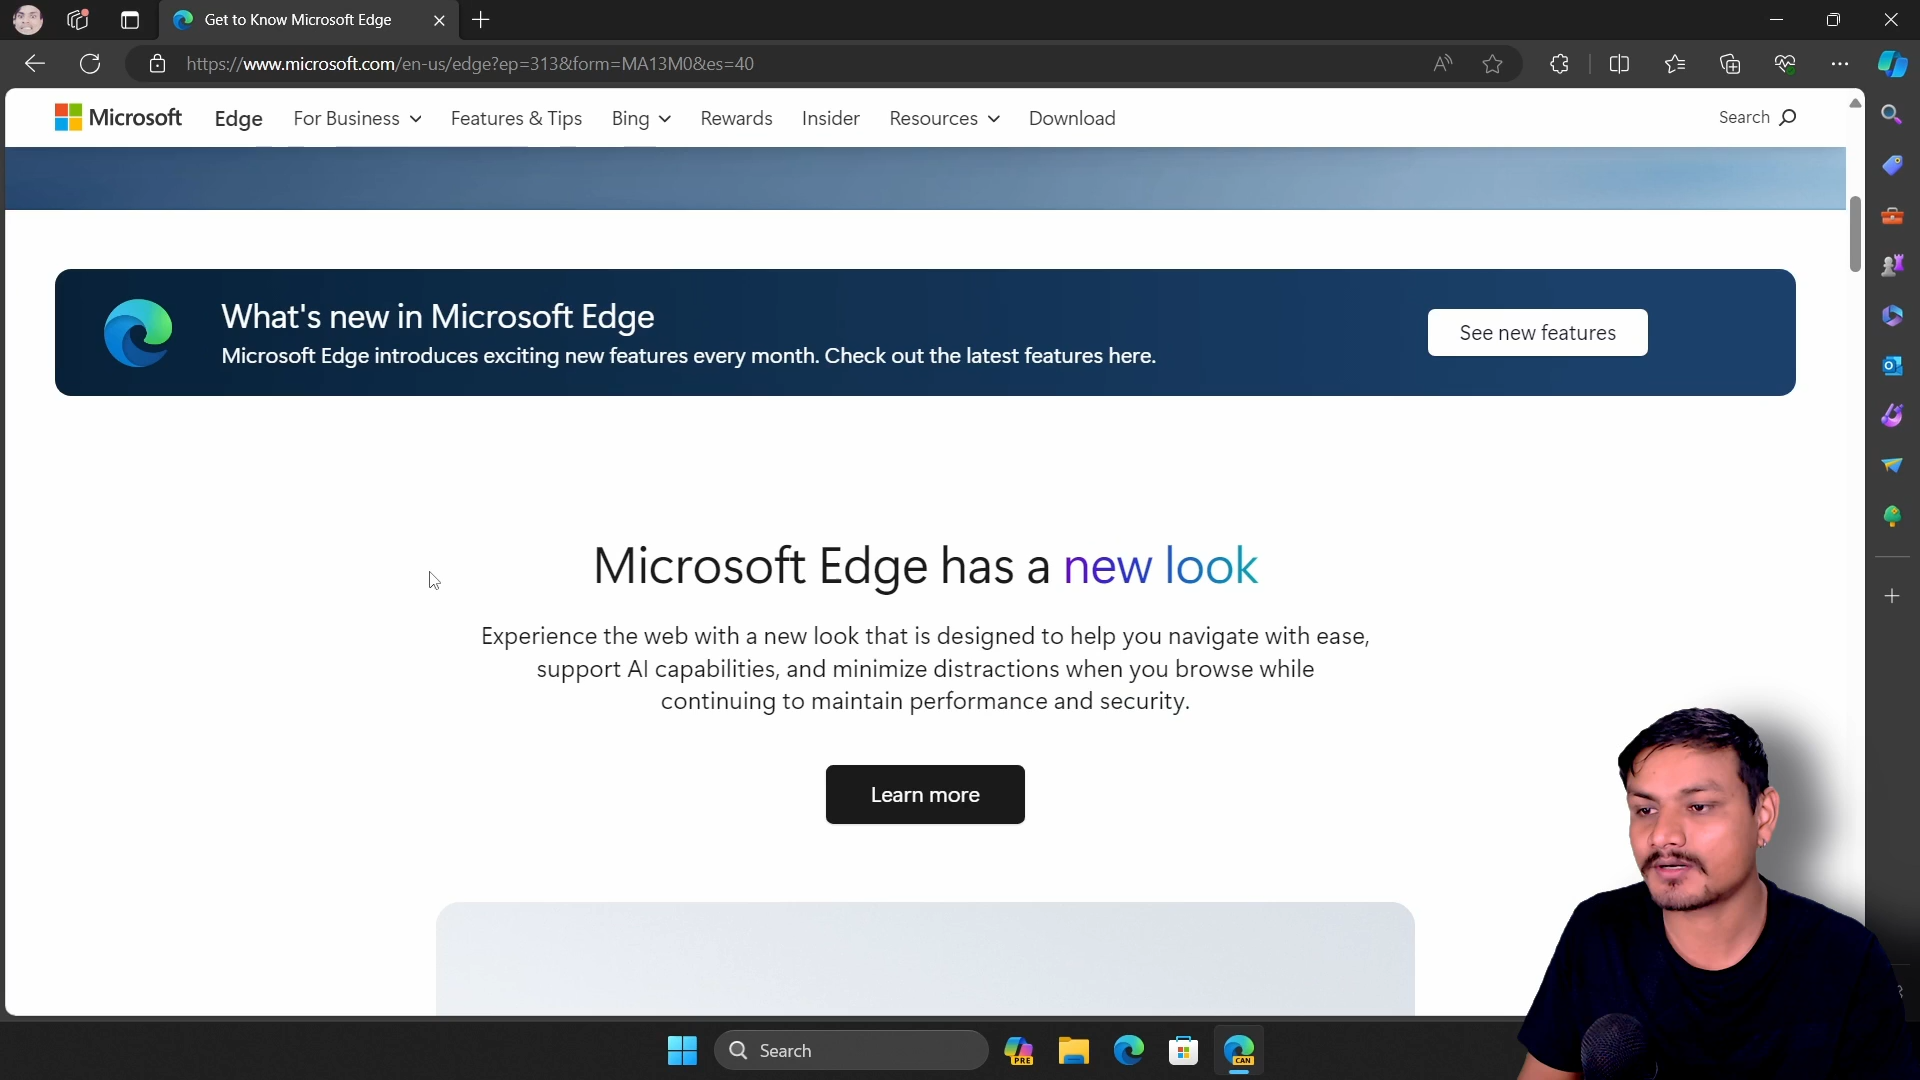 Get to Know Microsoft Edge
https://www.microsoft.com/en-us/edge?ep=313&form=MA13M0&es=40
Microsoft Edge For Business Features & Tips Bing Rewards Insider Resources Download Search
What's new in Microsoft Edge
Microsoft Edge introduces exciting new features every month. Check out the latest features here.
See new features
Microsoft Edge has a new look
Experience the web with a new look that is designed to help you navigate with ease,
support AI capabilities, and minimize distractions when you browse while
continuing to maintain performance and security.
Learn more
Search
PRE
CAN